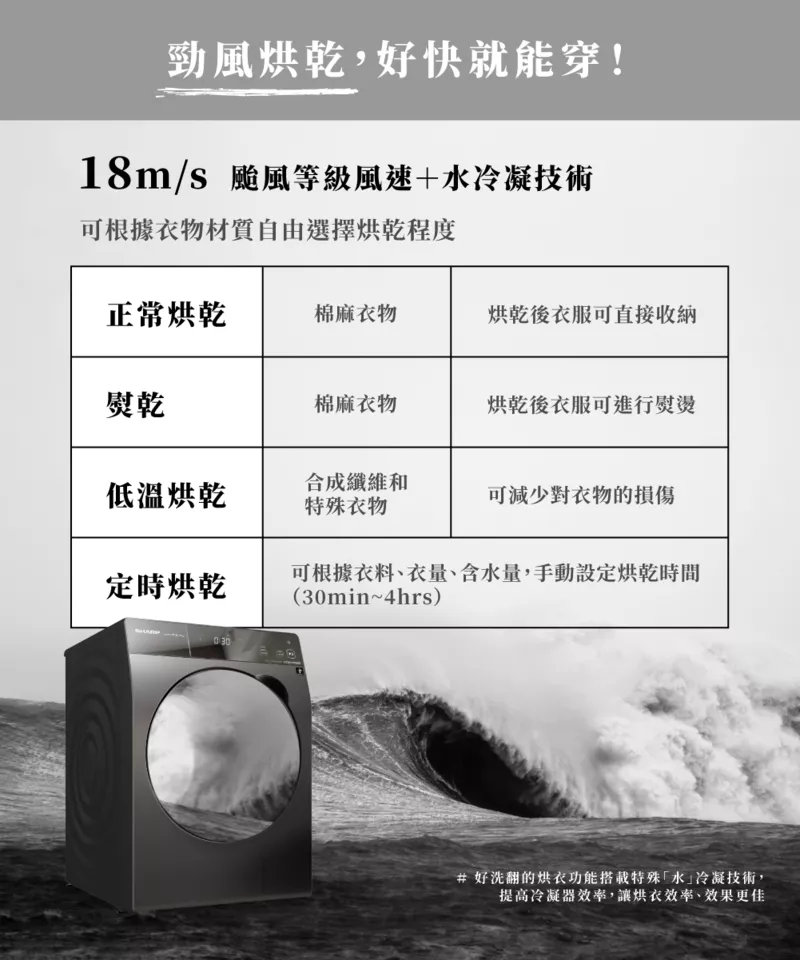 勁風烘乾，好快就能穿！
18m/s 颱風等級風速＋水冷凝技術
可根據衣物材質自由選擇烘乾程度
正常烘乾
棉麻衣物
烘乾後衣服可直接收納
熨乾
棉麻衣物
烘乾後衣服可進行熨燙
低溫烘乾
合成纖維和
特殊衣物
可減少對衣物的損傷
定時烘乾
可根據衣料、衣量、含水量，手動設定烘乾時間
（30min~4hrs）
SHARP
0:30
# 好洗翻的烘衣功能搭載特殊「水」冷凝技術，
提高冷凝器效率，讓烘衣效率、效果更佳